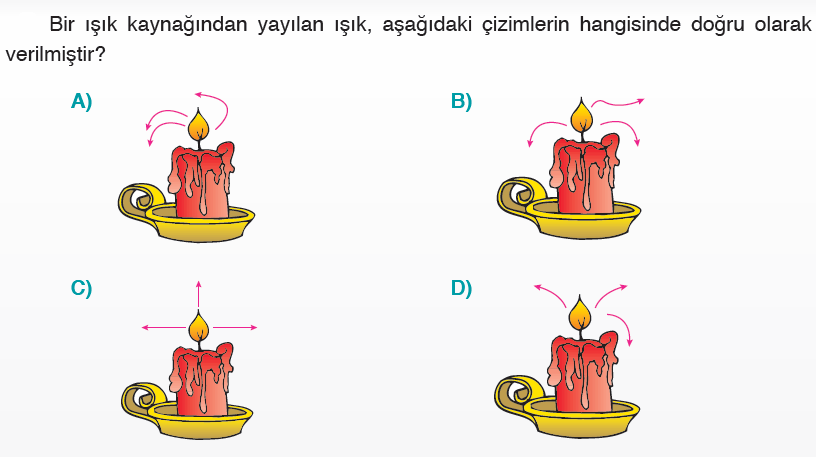 Bir ışık kaynağından yayılan ışık, aşağıdaki çizimlerin hangisinde doğru olarak
verilmiştir?
A)
B)
C)
D)